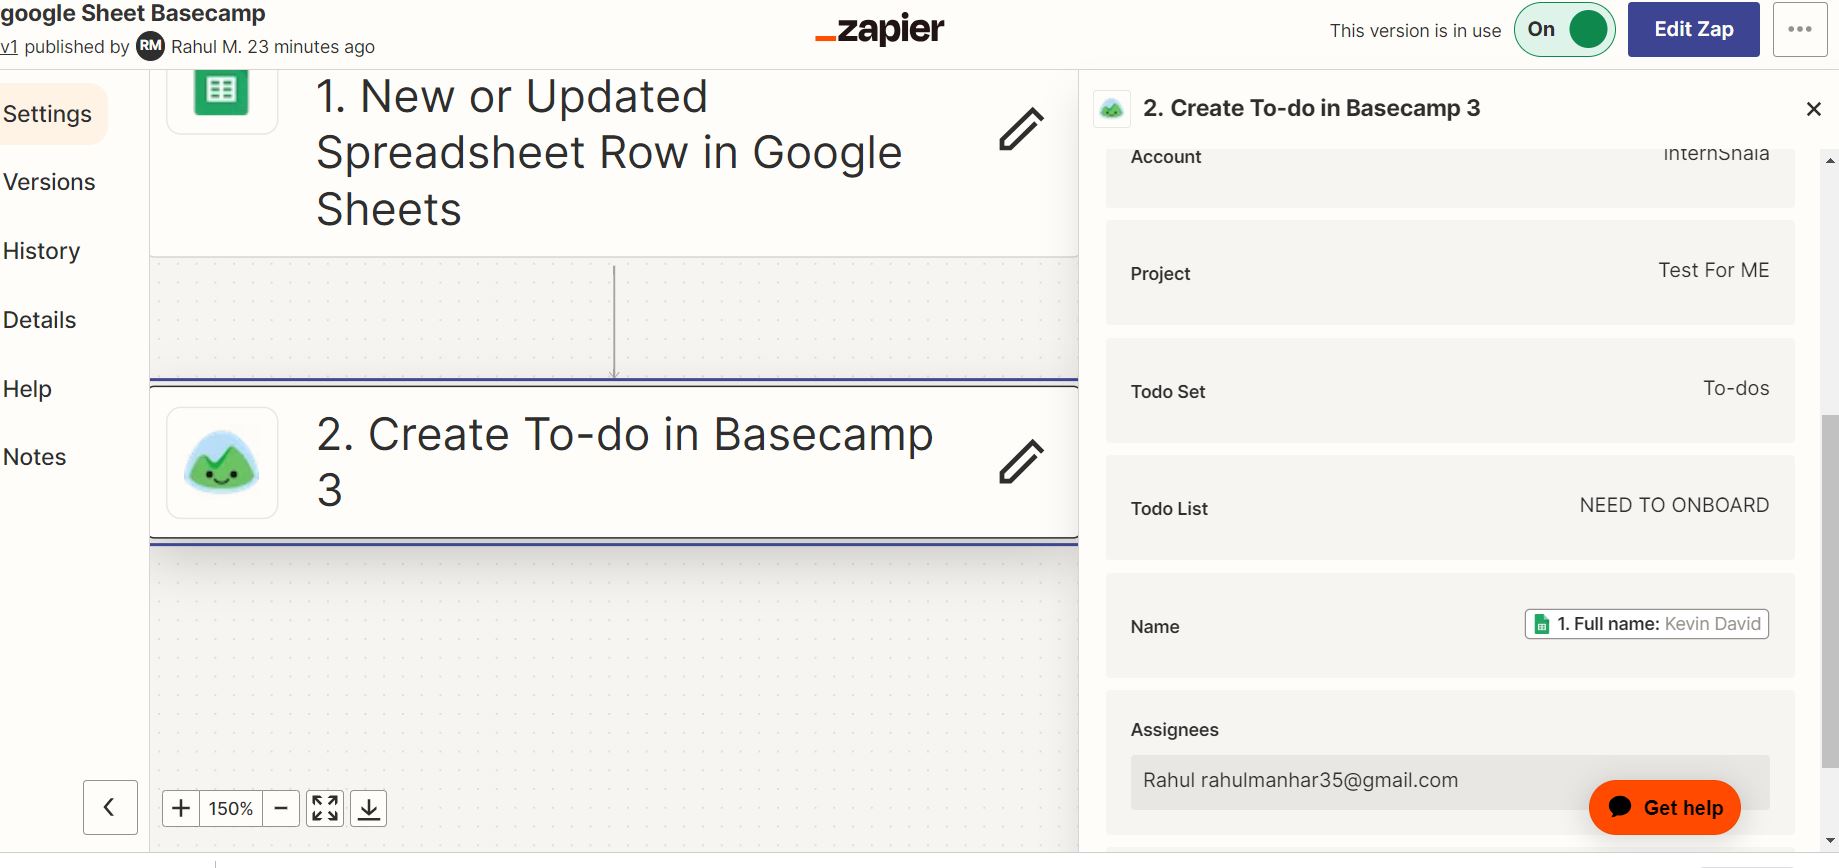 google Sheet Basecamp
v1 published by RM Rahul M. 23 minutes ago
zapier
This version is in use
On
Edit Zap
Settings
Versions
History
Details
Help
Notes
1. New or Updated
Spreadsheet Row in Google
Sheets
2. Create To-do in Basecamp
3
150%
2. Create To-do in Basecamp 3
Account
InternShala
Project
Test For ME
Todo Set
To-dos
Todo List
NEED TO ONBOARD
Name
1. Full name: Kevin David
Assignees
Rahul rahulmanhar35@gmail.com
Get help